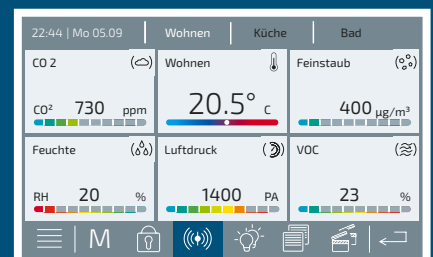 22:44 | Mo 05.09 Wohnen Küche Bad
CO 2 Wohnen Feinstaub
CO² 730 ppm 20.5° C 400 µg/m³
Feuchte Luftdruck VOC
RH 20 % 1400 PA 23 %
M